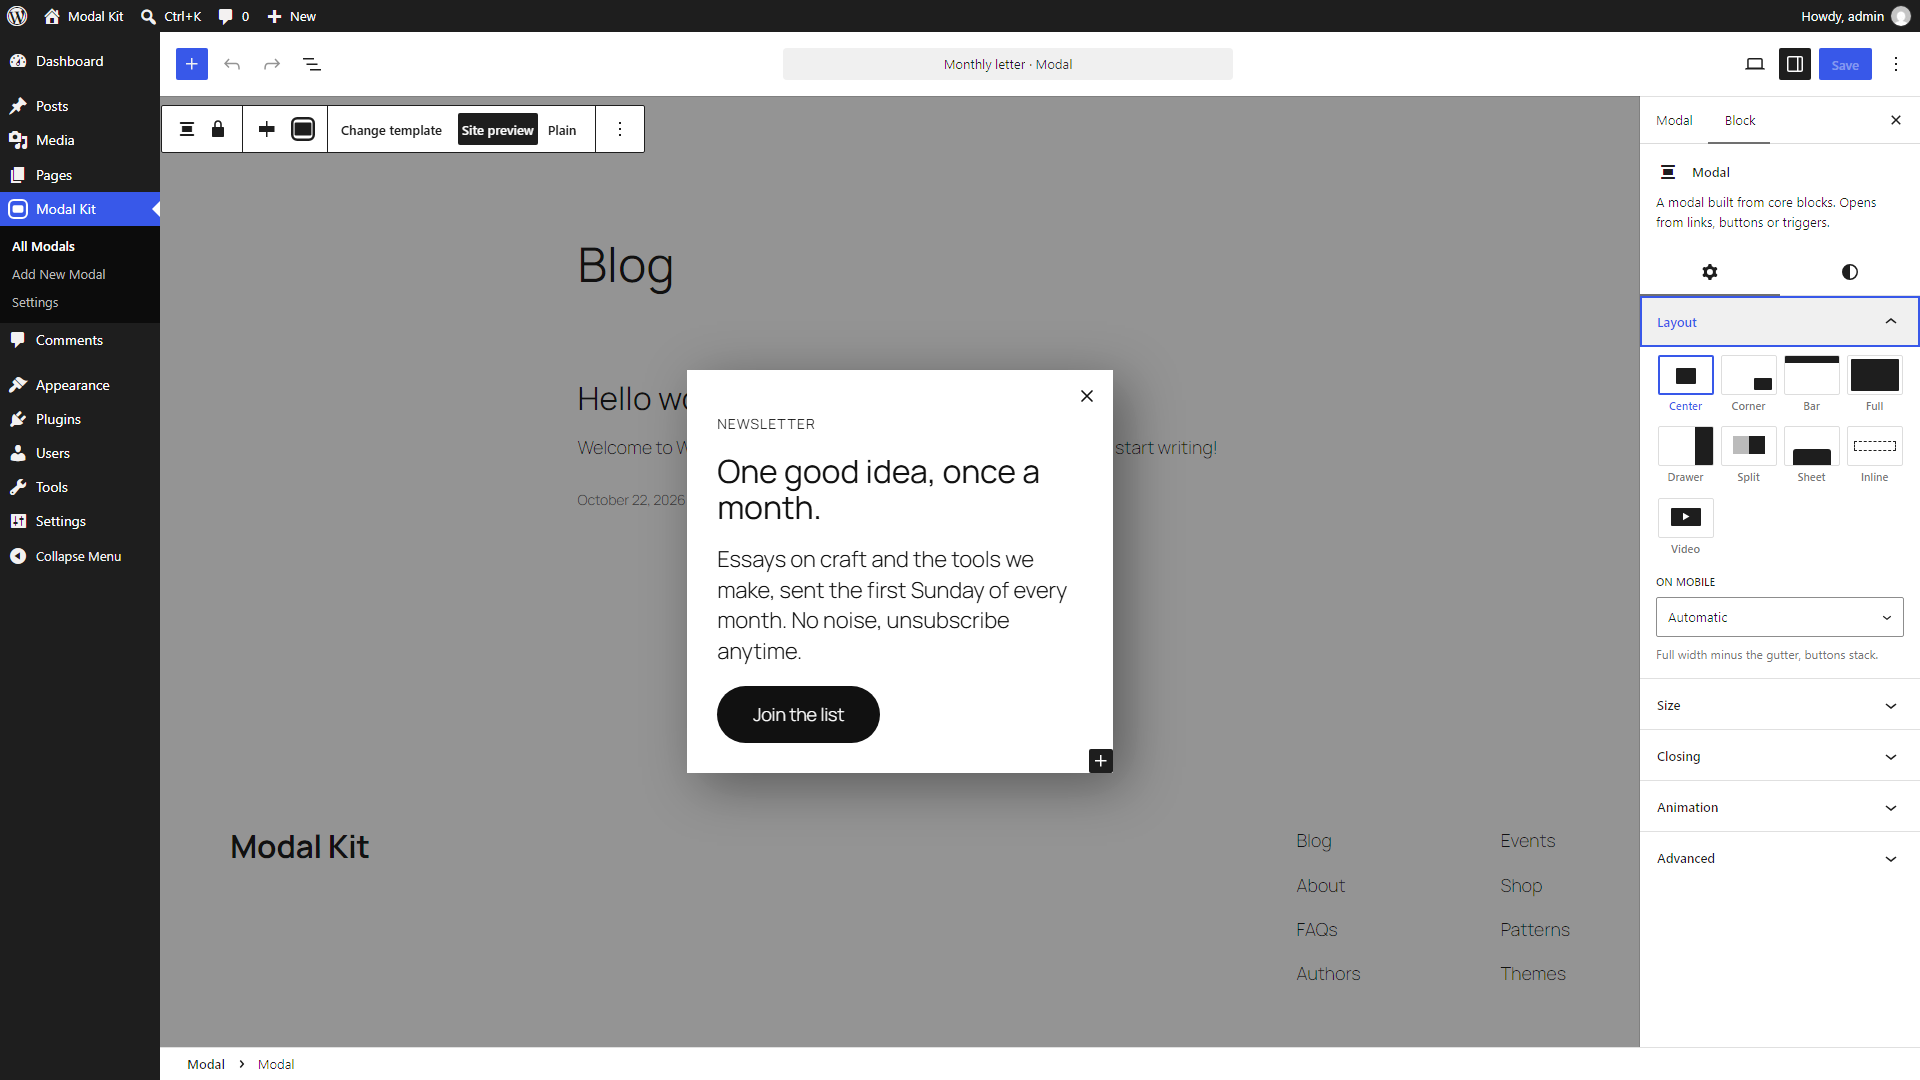 Modal Kit
Ctrl+K
0
New
Howdy, admin
Dashboard
Posts
Media
Pages
Modal Kit
All Modals
Add New Modal
Settings
Comments
Appearance
Plugins
Users
Tools
Settings
Collapse Menu
Monthly letter · Modal
Save
Change template
Site preview
Plain
Blog
Hello wo
Welcome to W
start writing!
October 22, 2026
NEWSLETTER
One good idea, once a
month.
Essays on craft and the tools we
make, sent the first Sunday of every
month. No noise, unsubscribe
anytime.
Join the list
Modal Kit
Blog
Events
About
Shop
FAQs
Patterns
Authors
Themes
Modal
Block
Modal
A modal built from core blocks. Opens
from links, buttons or triggers.
Layout
Center
Corner
Bar
Full
Drawer
Split
Sheet
Inline
Video
ON MOBILE
Automatic
Full width minus the gutter, buttons stack.
Size
Closing
Animation
Advanced
Modal
Modal